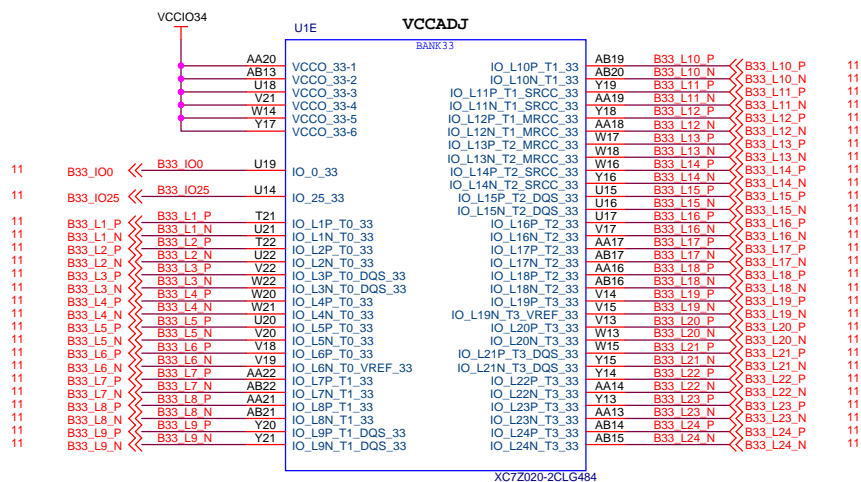 VCCIO34
U1E
VCCADJ
BANK33
AA20 VCCO_33-1
AB13 VCCO_33-2
U18 VCCO_33-3
V21 VCCO_33-4
W14 VCCO_33-5
Y17 VCCO_33-6
11 B33_IO0 B33_IO0 U19 IO_0_33
11 B33_IO25 B33_IO25 U14 IO_25_33
11 B33_L1_P B33_L1_P T21 IO_L1P_T0_33
11 B33_L1_N B33_L1_N U21 IO_L1N_T0_33
11 B33_L2_P B33_L2_P T22 IO_L2P_T0_33
11 B33_L2_N B33_L2_N U22 IO_L2N_T0_33
11 B33_L3_P B33_L3_P V22 IO_L3P_T0_DQS_33
11 B33_L3_N B33_L3_N W22 IO_L3N_T0_DQS_33
11 B33_L4_P B33_L4_P W20 IO_L4P_T0_33
11 B33_L4_N B33_L4_N W21 IO_L4N_T0_33
11 B33_L5_P B33_L5_P U20 IO_L5P_T0_33
11 B33_L5_N B33_L5_N V20 IO_L5N_T0_33
11 B33_L6_P B33_L6_P V18 IO_L6P_T0_33
11 B33_L6_N B33_L6_N V19 IO_L6N_T0_VREF_33
11 B33_L7_P B33_L7_P AA22 IO_L7P_T1_33
11 B33_L7_N B33_L7_N AB22 IO_L7N_T1_33
11 B33_L8_P B33_L8_P AA21 IO_L8P_T1_33
11 B33_L8_N B33_L8_N AB21 IO_L8N_T1_33
11 B33_L9_P B33_L9_P Y20 IO_L9P_T1_DQS_33
11 B33_L9_N B33_L9_N Y21 IO_L9N_T1_DQS_33
IO_L10P_T1_33 AB19 B33_L10_P B33_L10_P 11
IO_L10N_T1_33 AB20 B33_L10_N B33_L10_N 11
IO_L11P_T1_SRCC_33 Y19 B33_L11_P B33_L11_P 11
IO_L11N_T1_SRCC_33 AA19 B33_L11_N B33_L11_N 11
IO_L12P_T1_MRCC_33 Y18 B33_L12_P B33_L12_P 11
IO_L12N_T1_MRCC_33 AA18 B33_L12_N B33_L12_N 11
IO_L13P_T2_MRCC_33 W17 B33_L13_P B33_L13_P 11
IO_L13N_T2_MRCC_33 W18 B33_L13_N B33_L13_N 11
IO_L14P_T2_SRCC_33 W16 B33_L14_P B33_L14_P 11
IO_L14N_T2_SRCC_33 Y16 B33_L14_N B33_L14_N 11
IO_L15P_T2_DQS_33 U15 B33_L15_P B33_L15_P 11
IO_L15N_T2_DQS_33 U16 B33_L15_N B33_L15_N 11
IO_L16P_T2_33 U17 B33_L16_P B33_L16_P 11
IO_L16N_T2_33 V17 B33_L16_N B33_L16_N 11
IO_L17P_T2_33 AA17 B33_L17_P B33_L17_P 11
IO_L17N_T2_33 AB17 B33_L17_N B33_L17_N 11
IO_L18P_T2_33 AA16 B33_L18_P B33_L18_P 11
IO_L18N_T2_33 AB16 B33_L18_N B33_L18_N 11
IO_L19P_T3_33 V14 B33_L19_P B33_L19_P 11
IO_L19N_T3_VREF_33 V15 B33_L19_N B33_L19_N 11
IO_L20P_T3_33 V13 B33_L20_P B33_L20_P 11
IO_L20N_T3_33 W13 B33_L20_N B33_L20_N 11
IO_L21P_T3_DQS_33 W15 B33_L21_P B33_L21_P 11
IO_L21N_T3_DQS_33 Y15 B33_L21_N B33_L21_N 11
IO_L22P_T3_33 Y14 B33_L22_P B33_L22_P 11
IO_L22N_T3_33 AA14 B33_L22_N B33_L22_N 11
IO_L23P_T3_33 Y13 B33_L23_P B33_L23_P 11
IO_L23N_T3_33 AA13 B33_L23_N B33_L23_N 11
IO_L24P_T3_33 AB14 B33_L24_P B33_L24_P 11
IO_L24N_T3_33 AB15 B33_L24_N B33_L24_N 11
XC7Z020-2CLG484